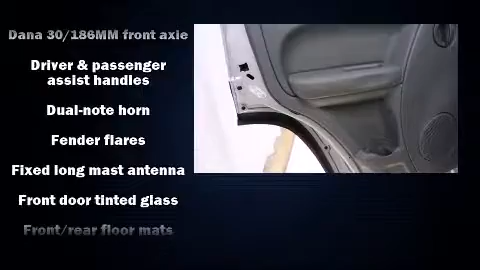 Dana 30/186MM front axle
Driver & passenger
assist handles
Dual-note horn
Fender flares
Fixed long mast antenna
Front door tinted glass
Front/rear floor mats